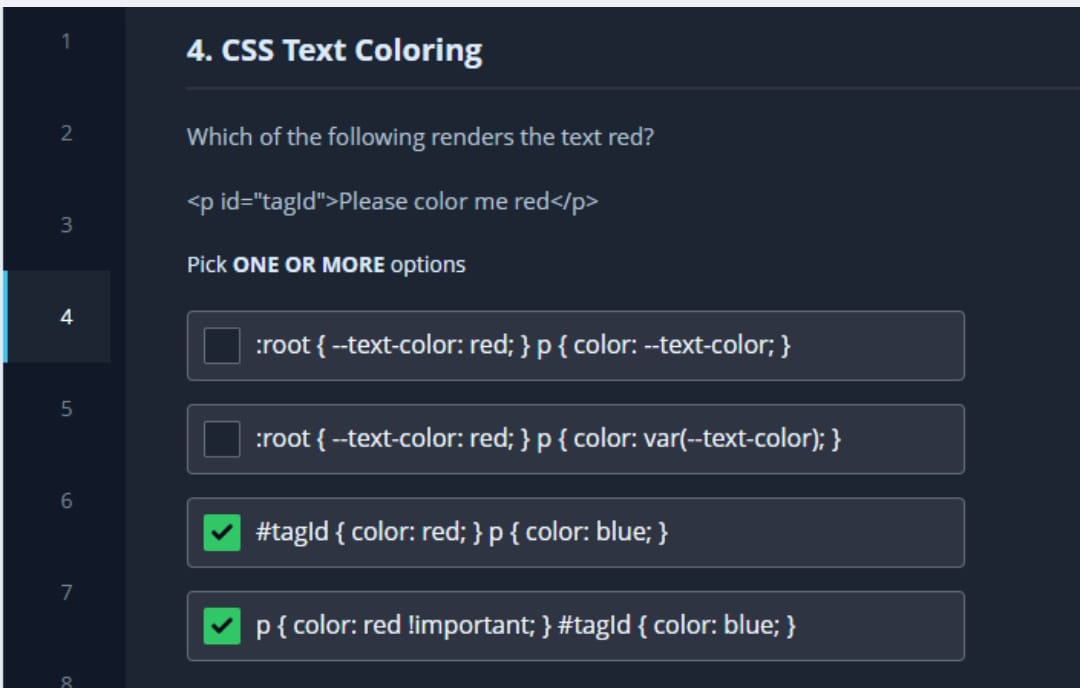 1
4. CSS Text Coloring
2
Which of the following renders the text red?
<p id="tagId">Please color me red</p>
3
Pick ONE OR MORE options
4
:root { --text-color: red; } p { color: --text-color; }
5
:root { --text-color: red; } p { color: var(--text-color); }
6
#tagId { color: red; } p { color: blue; }
7
p { color: red !important; } #tagId { color: blue; }
8